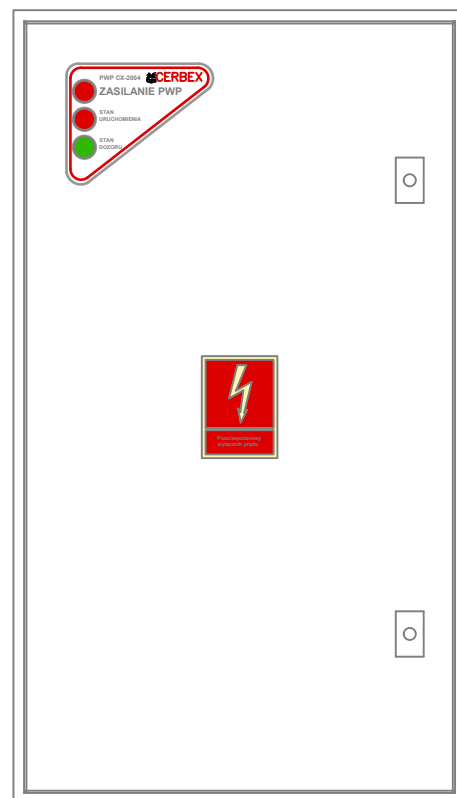 PWP CX-2004 CERBEX
ZASILANIE PWP
STAN
URUCHOMIENIA
STAN
DOZORU
Przeciwpożarowy
wyłącznik prądu